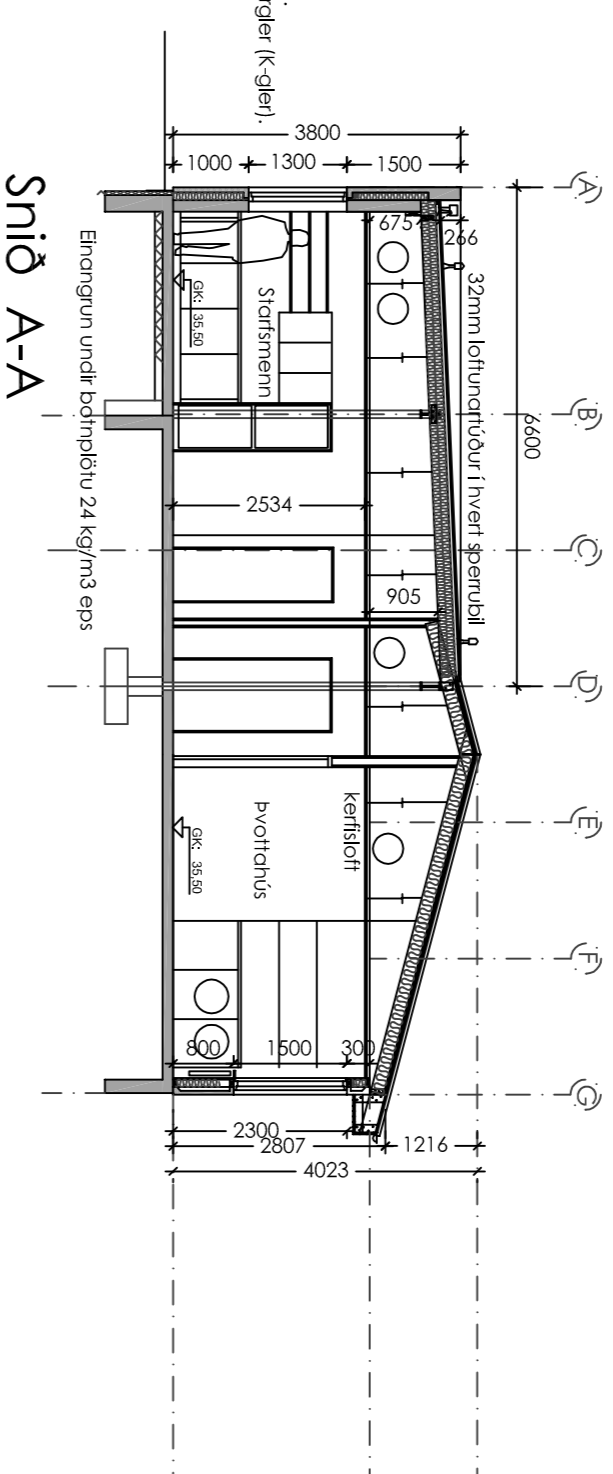 A
B
C
D
E
F
G
6600
32mm loftunartúður í hvert sperrubil
3800
1000
1300
1500
675
266
905
2534
Starfsmenn
GK: 35,50
kerfisloft
Þvottahús
GK: 35,50
800
1500
300
2300
2807
1216
4023
rgler (K-gler).
Einangrun undir botnplötu 24 kg/m3 eps
Snið A-A